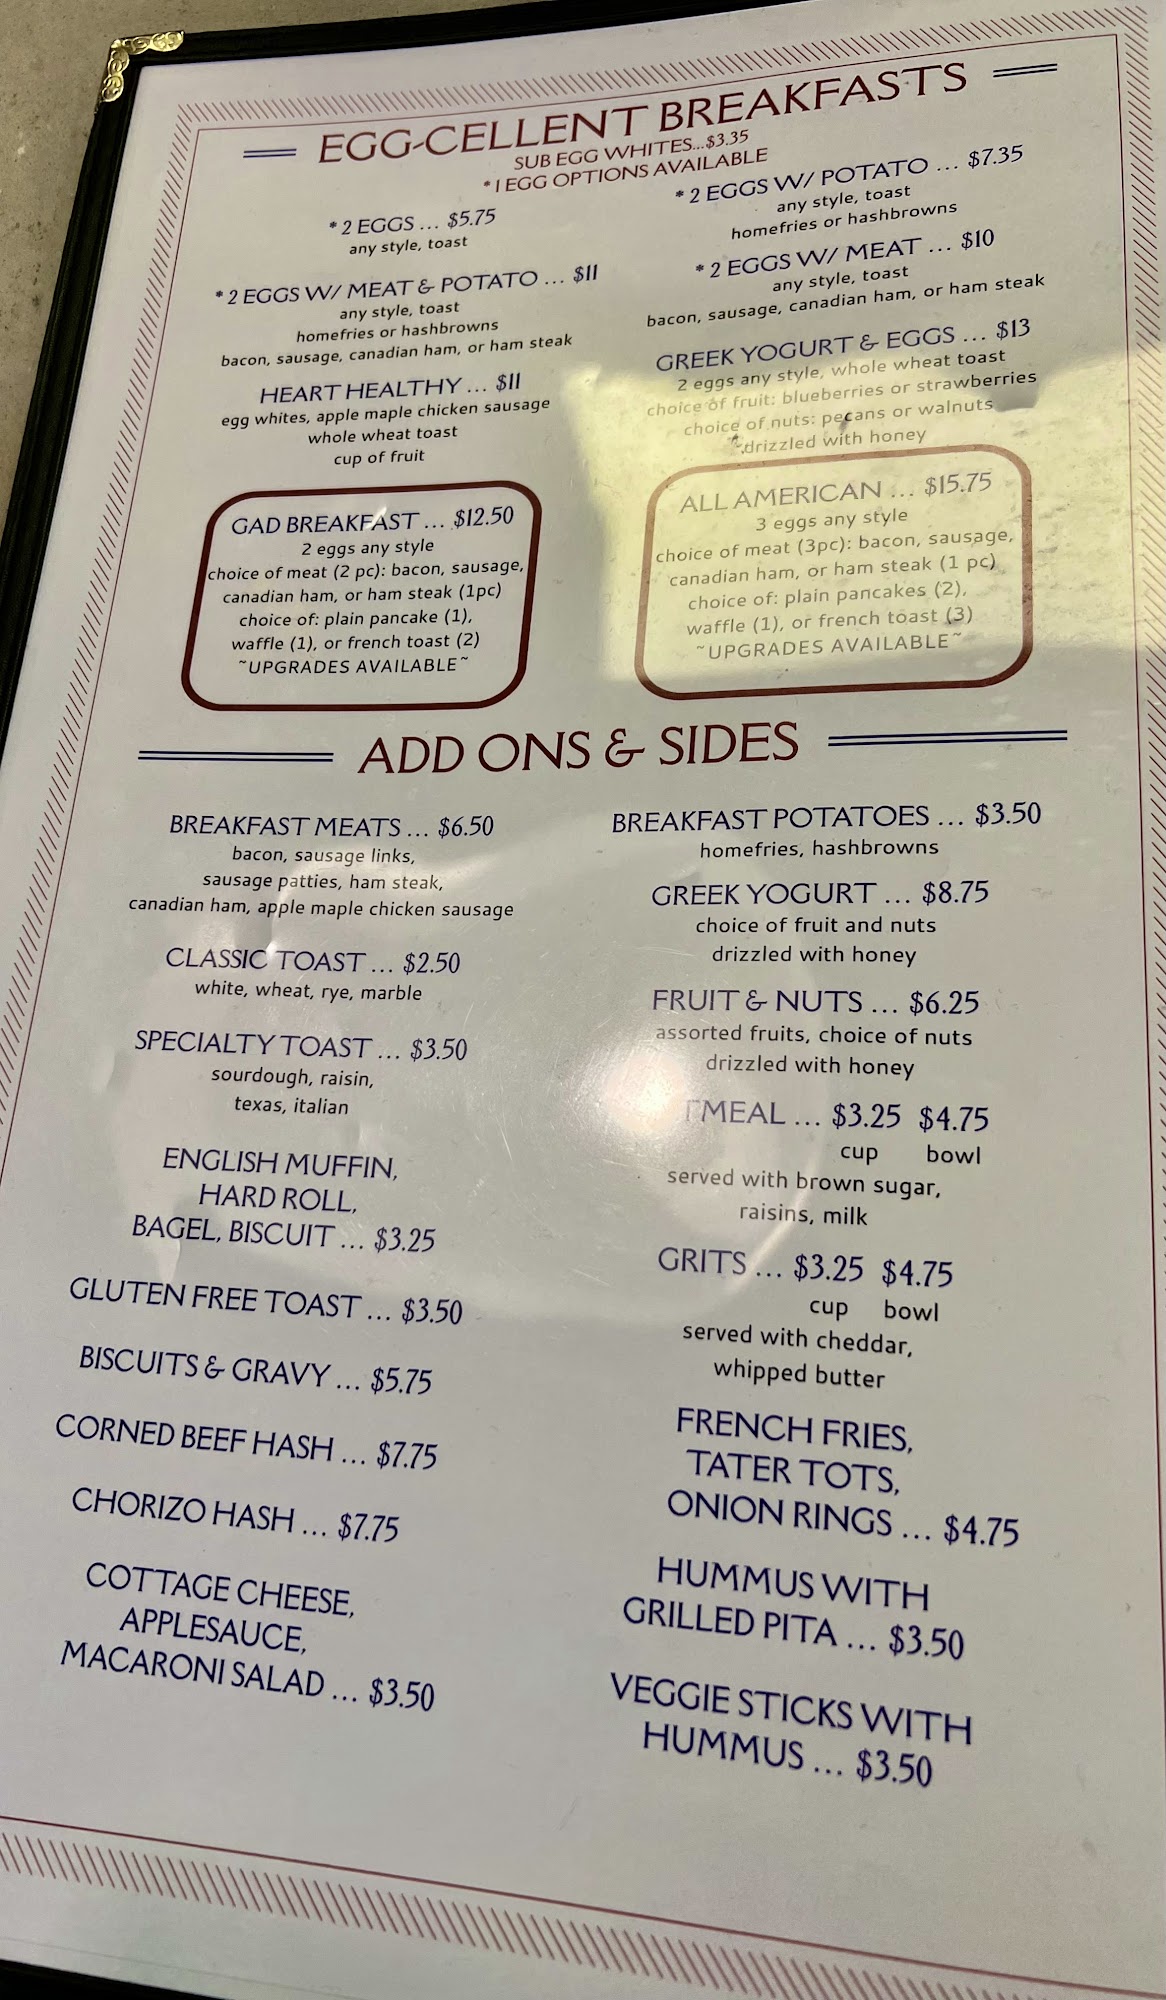 EGG-CELLENT BREAKFASTS
SUB EGG WHITES...$3.35
*1 EGG OPTIONS AVAILABLE
* 2 EGGS ... $5.75
any style, toast
* 2 EGGS W/ MEAT & POTATO ... $11
any style, toast
homefries or hashbrowns
bacon, sausage, canadian ham, or ham steak
HEART HEALTHY ... $11
egg whites, apple maple chicken sausage
whole wheat toast
cup of fruit
GAD BREAKFAST ... $12.50
2 eggs any style
choice of meat (2 pc): bacon, sausage,
canadian ham, or ham steak (1pc)
choice of: plain pancake (1),
waffle (1), or french toast (2)
~UPGRADES AVAILABLE~
* 2 EGGS W/ POTATO ... $7.35
any style, toast
homefries or hashbrowns
* 2 EGGS W/ MEAT ... $10
any style, toast
bacon, sausage, canadian ham, or ham steak
GREEK YOGURT & EGGS ... $13
2 eggs any style, whole wheat toast
choice of fruit: blueberries or strawberries
choice of nuts: pecans or walnuts
drizzled with honey
ALL AMERICAN ... $15.75
3 eggs any style
choice of meat (3pc): bacon, sausage,
canadian ham, or ham steak (1 pc)
choice of: plain pancakes (2),
waffle (1), or french toast (3)
~UPGRADES AVAILABLE~
ADD ONS & SIDES
BREAKFAST MEATS ... $6.50
bacon, sausage links,
sausage patties, ham steak,
canadian ham, apple maple chicken sausage
CLASSIC TOAST ... $2.50
white, wheat, rye, marble
SPECIALTY TOAST ... $3.50
sourdough, raisin,
texas, italian
ENGLISH MUFFIN,
HARD ROLL,
BAGEL, BISCUIT ... $3.25
GLUTEN FREE TOAST ... $3.50
BISCUITS & GRAVY ... $5.75
CORNED BEEF HASH ... $7.75
CHORIZO HASH ... $7.75
COTTAGE CHEESE,
APPLESAUCE,
MACARONI SALAD ... $3.50
BREAKFAST POTATOES ... $3.50
homefries, hashbrowns
GREEK YOGURT ... $8.75
choice of fruit and nuts
drizzled with honey
FRUIT & NUTS ... $6.25
assorted fruits, choice of nuts
drizzled with honey
TMEAL ... $3.25 $4.75
cup bowl
served with brown sugar,
raisins, milk
GRITS ... $3.25 $4.75
cup bowl
served with cheddar,
whipped butter
FRENCH FRIES,
TATER TOTS,
ONION RINGS ... $4.75
HUMMUS WITH
GRILLED PITA ... $3.50
VEGGIE STICKS WITH
HUMMUS ... $3.50